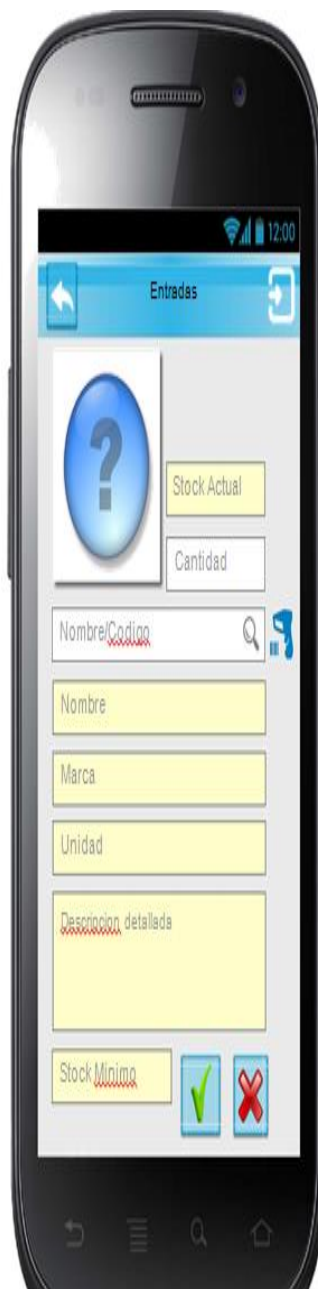 12:00
Entradas
?
Stock Actual
Cantidad
Nombre/Codigo
Nombre
Marca
Unidad
Descripcion detallada
Stock Minimo